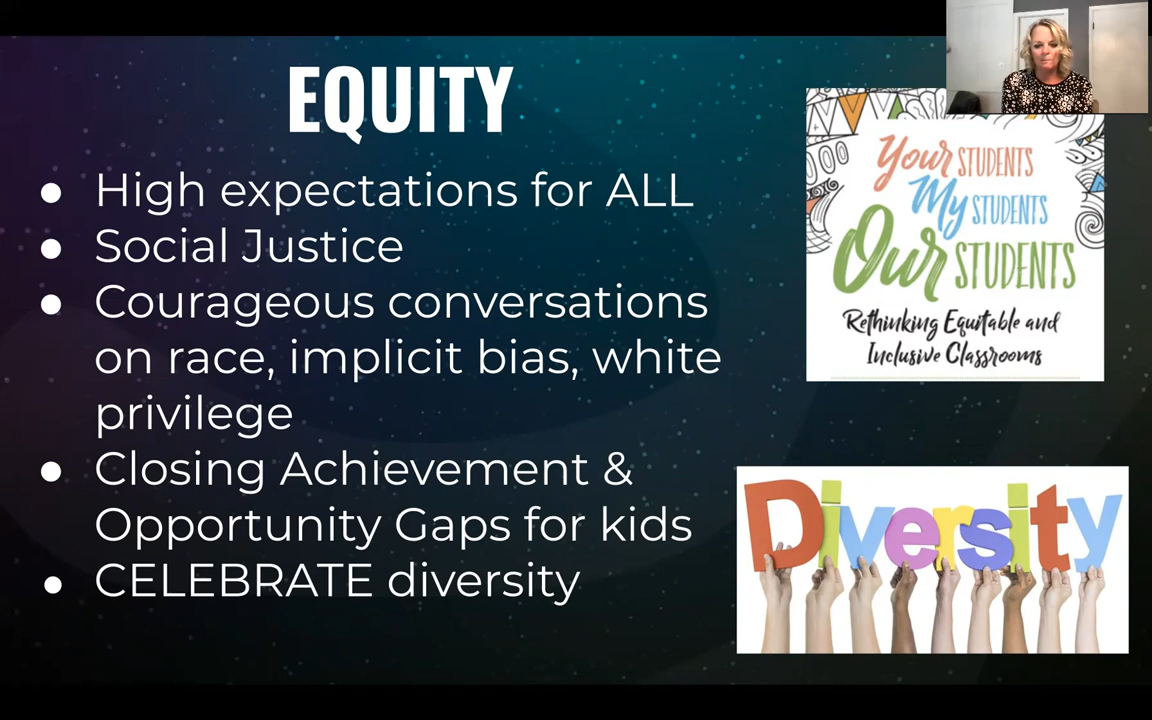 EQUITY
● High expectations for ALL
● Social Justice
● Courageous conversations
on race, implicit bias, white
privilege
● Closing Achievement &
Opportunity Gaps for kids
● CELEBRATE diversity
Your STUDENTS
My STUDENTS
Our STUDENTS
Rethinking Equitable and
Inclusive Classrooms
Diversity